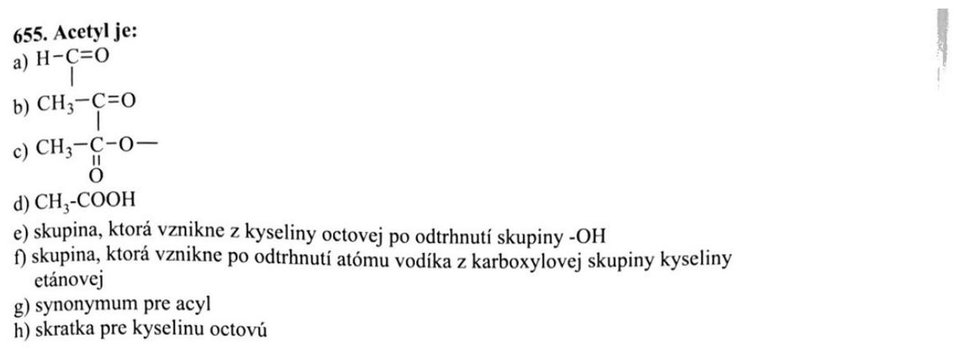 655. Acetyl je:
a) H-C=O
|
b) CH₃-C=O
|
c) CH₃-C-O-
||
O
d) CH₃-COOH
e) skupina, ktorá vznikne z kyseliny octovej po odtrhnutí skupiny -OH
f) skupina, ktorá vznikne po odtrhnutí atómu vodíka z karboxylovej skupiny kyseliny
etánovej
g) synonymum pre acyl
h) skratka pre kyselinu octovú